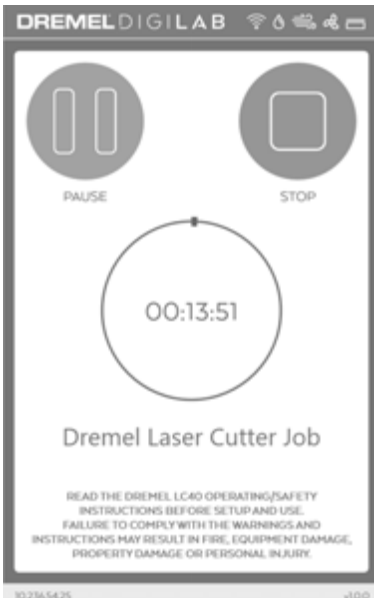 DREMEL DIGILAB
PAUSE STOP
00:13:51
Dremel Laser Cutter Job
READ THE DREMEL LC40 OPERATING/SAFETY
INSTRUCTIONS BEFORE SETUP AND USE.
FAILURE TO COMPLY WITH THE WARNINGS AND
INSTRUCTIONS MAY RESULT IN FIRE, EQUIPMENT DAMAGE,
PROPERTY DAMAGE OR PERSONAL INJURY.